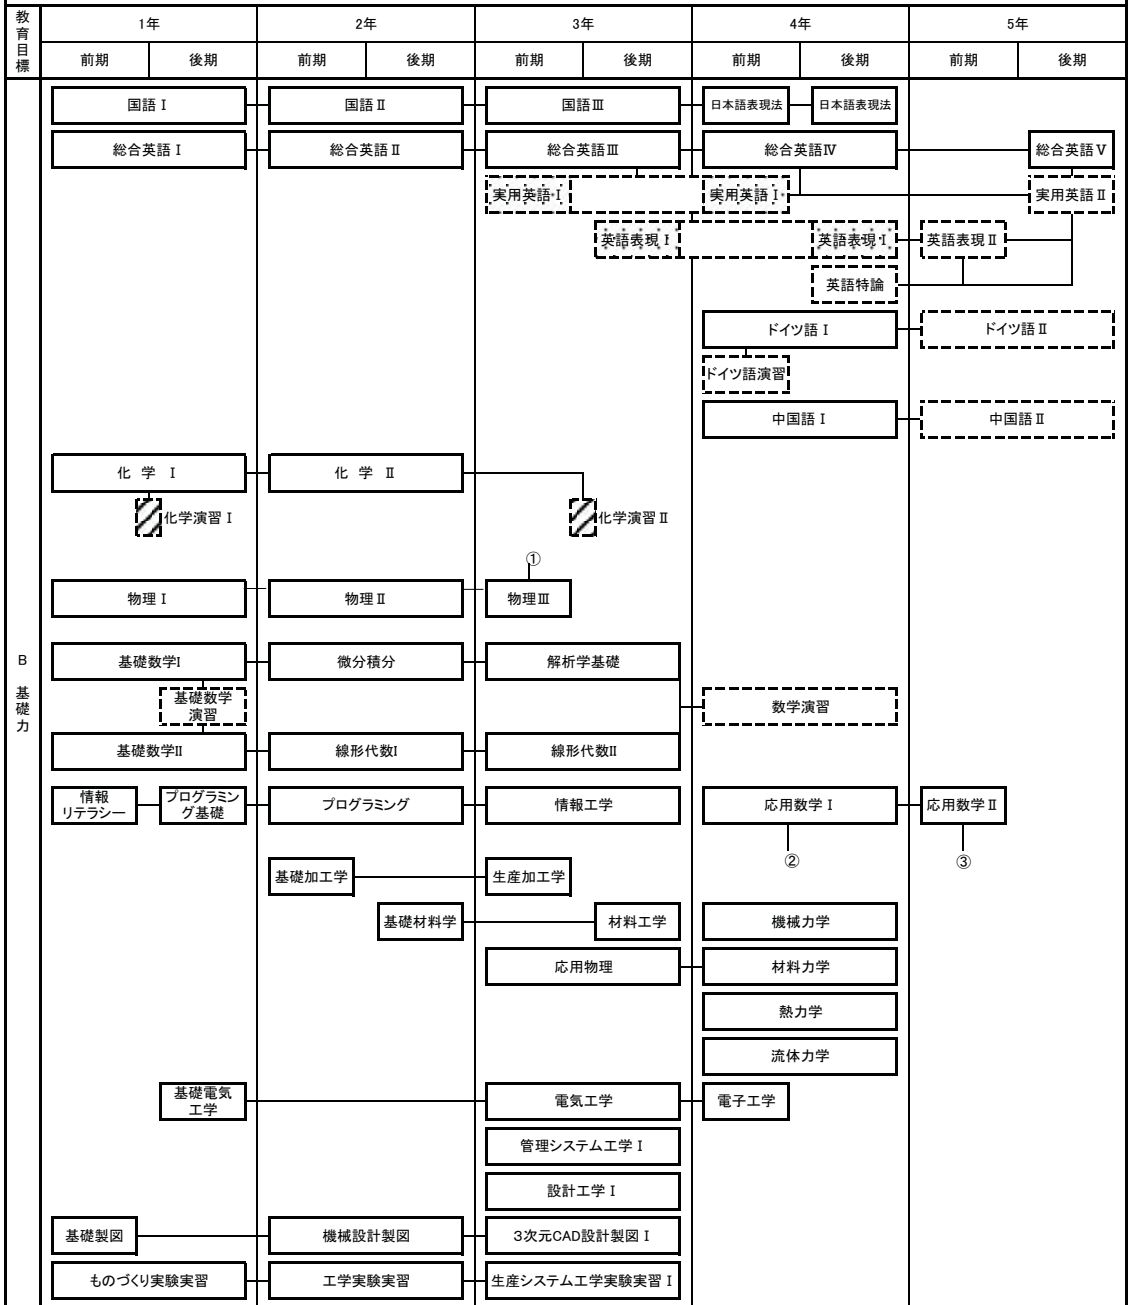 教育目標
1年
2年
3年
4年
5年
前期
後期
前期
後期
前期
後期
前期
後期
前期
後期
B 基礎力
国語Ⅰ
国語Ⅱ
国語Ⅲ
日本語表現法
日本語表現法
総合英語Ⅰ
総合英語Ⅱ
総合英語Ⅲ
総合英語Ⅳ
総合英語Ⅴ
実用英語Ⅰ
実用英語Ⅰ
実用英語Ⅱ
英語表現Ⅰ
英語表現Ⅰ
英語表現Ⅱ
英語特論
ドイツ語Ⅰ
ドイツ語Ⅱ
ドイツ語演習
中国語Ⅰ
中国語Ⅱ
化 学 Ⅰ
化 学 Ⅱ
化学演習Ⅰ
化学演習Ⅱ
①
物理Ⅰ
物理Ⅱ
物理Ⅲ
基礎数学I
微分積分
解析学基礎
基礎数学
演習
数学演習
基礎数学II
線形代数I
線形代数II
情報
リテラシー
プログラミン
グ基礎
プログラミング
情報工学
応用数学Ⅰ
応用数学Ⅱ
②
③
基礎加工学
生産加工学
基礎材料学
材料工学
機械力学
応用物理
材料力学
熱力学
流体力学
基礎電気
工学
電気工学
電子工学
管理システム工学Ⅰ
設計工学Ⅰ
基礎製図
機械設計製図
3次元CAD設計製図Ⅰ
ものづくり実験実習
工学実験実習
生産システム工学実験実習Ⅰ